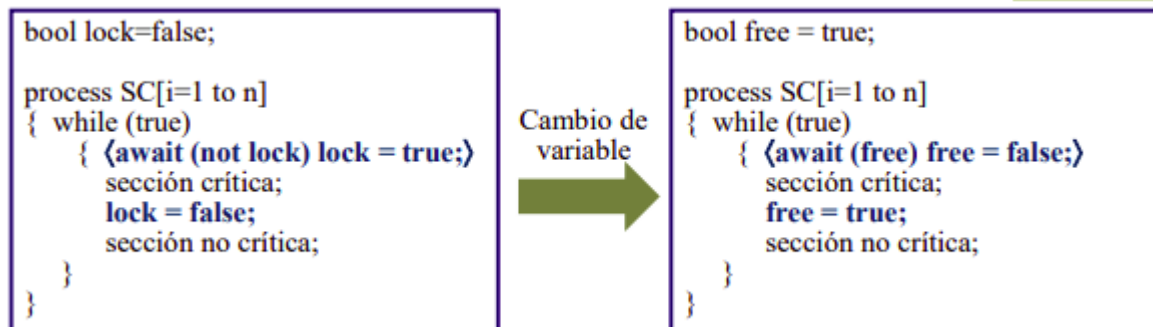 bool lock=false;
process SC[i=1 to n]
{ while (true)
{ ⟨await (not lock) lock = true;⟩
sección crítica;
lock = false;
sección no crítica;
}
}
Cambio de
variable
bool free = true;
process SC[i=1 to n]
{ while (true)
{ ⟨await (free) free = false;⟩
sección crítica;
free = true;
sección no crítica;
}
}